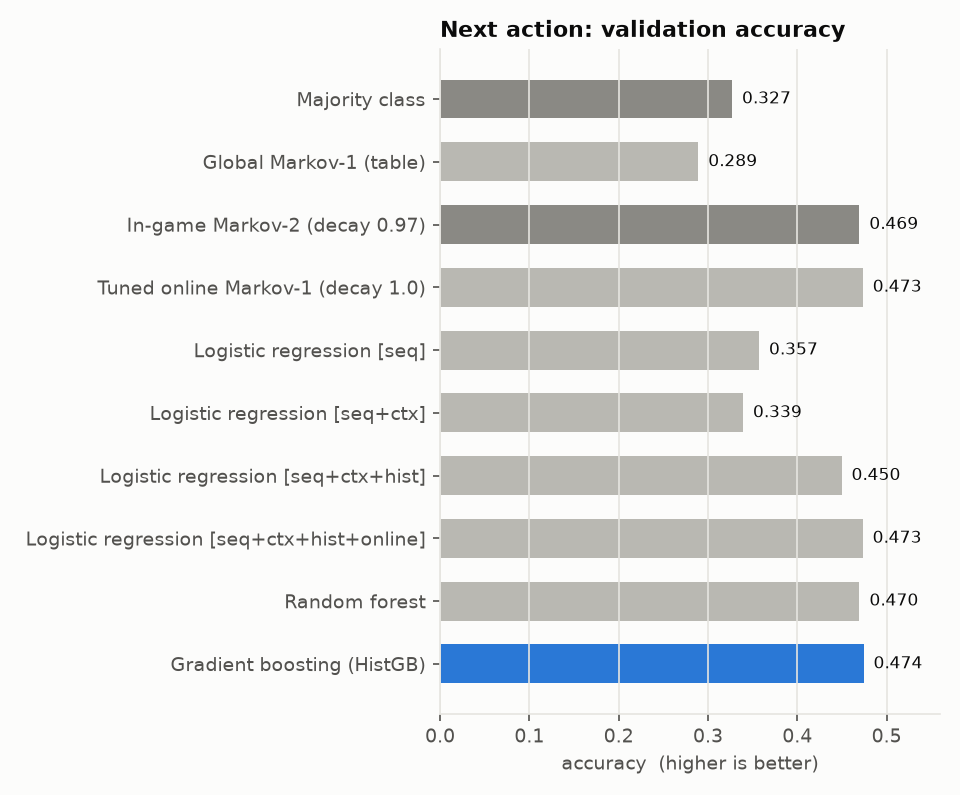 Next action: validation accuracy
Majority class 0.327
Global Markov-1 (table) 0.289
In-game Markov-2 (decay 0.97) 0.469
Tuned online Markov-1 (decay 1.0) 0.473
Logistic regression [seq] 0.357
Logistic regression [seq+ctx] 0.339
Logistic regression [seq+ctx+hist] 0.450
Logistic regression [seq+ctx+hist+online] 0.473
Random forest 0.470
Gradient boosting (HistGB) 0.474
0.0 0.1 0.2 0.3 0.4 0.5
accuracy (higher is better)